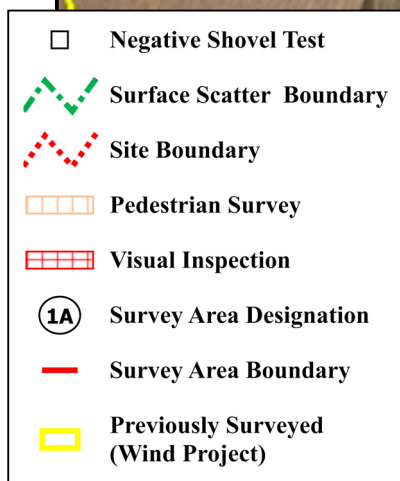 Negative Shovel Test
Surface Scatter Boundary
Site Boundary
Pedestrian Survey
Visual Inspection
1A Survey Area Designation
Survey Area Boundary
Previously Surveyed
(Wind Project)